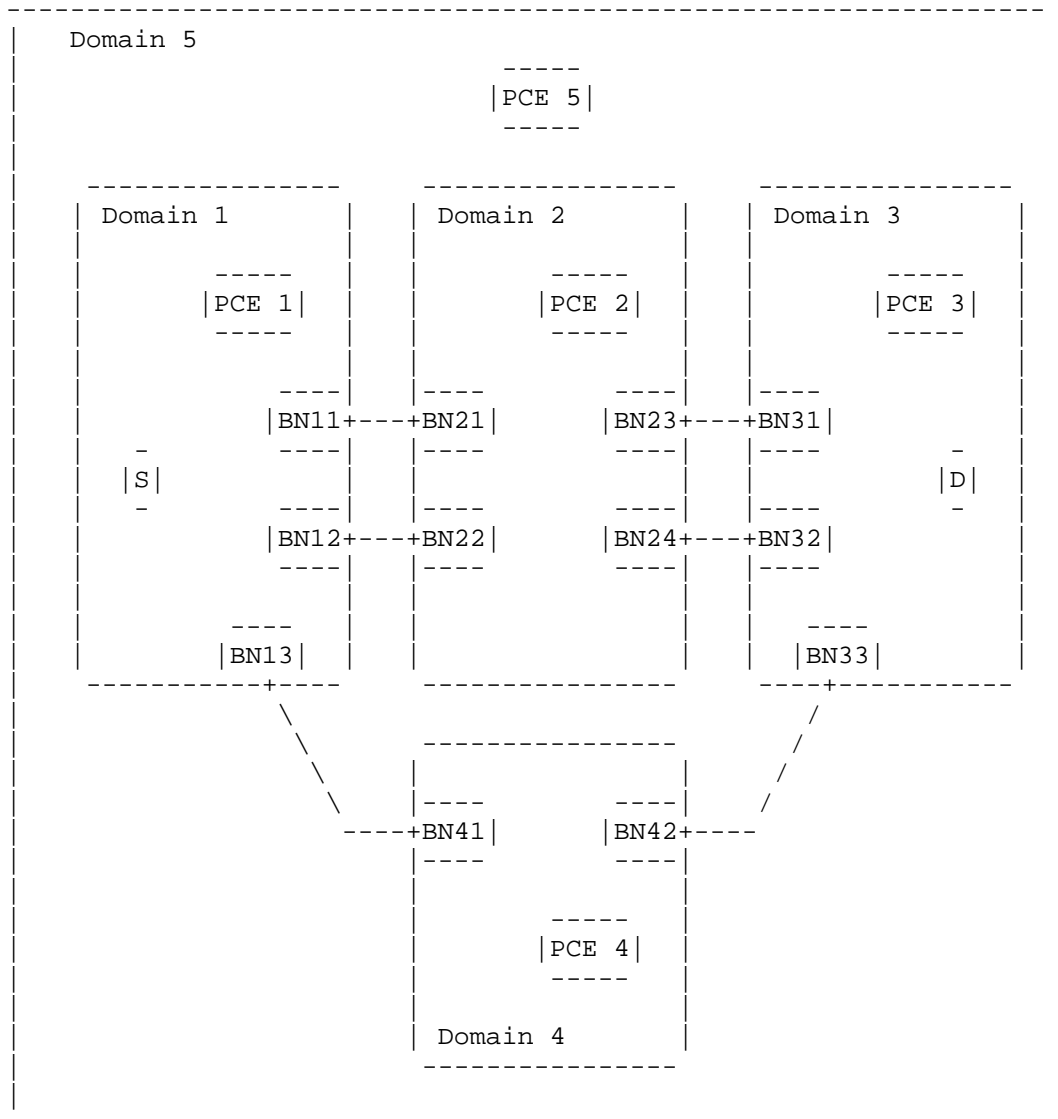 Domain 5
PCE 5
Domain 1 Domain 2 Domain 3
PCE 1 PCE 2 PCE 3
BN11 BN21 BN23 BN31
S D
BN12 BN22 BN24 BN32
BN13 BN33
BN41 BN42
PCE 4
Domain 4